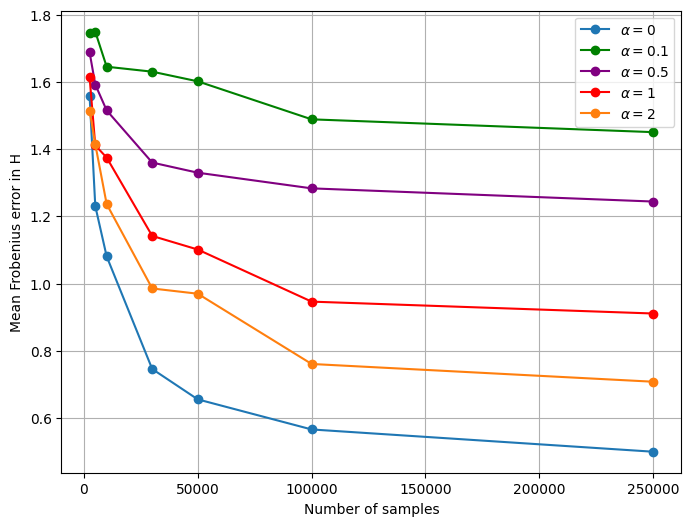 1.8
1.6
1.4
1.2
1.0
0.8
0.6
Mean Frobenius error in H
0 50000 100000 150000 200000 250000
Number of samples
α = 0
α = 0.1
α = 0.5
α = 1
α = 2